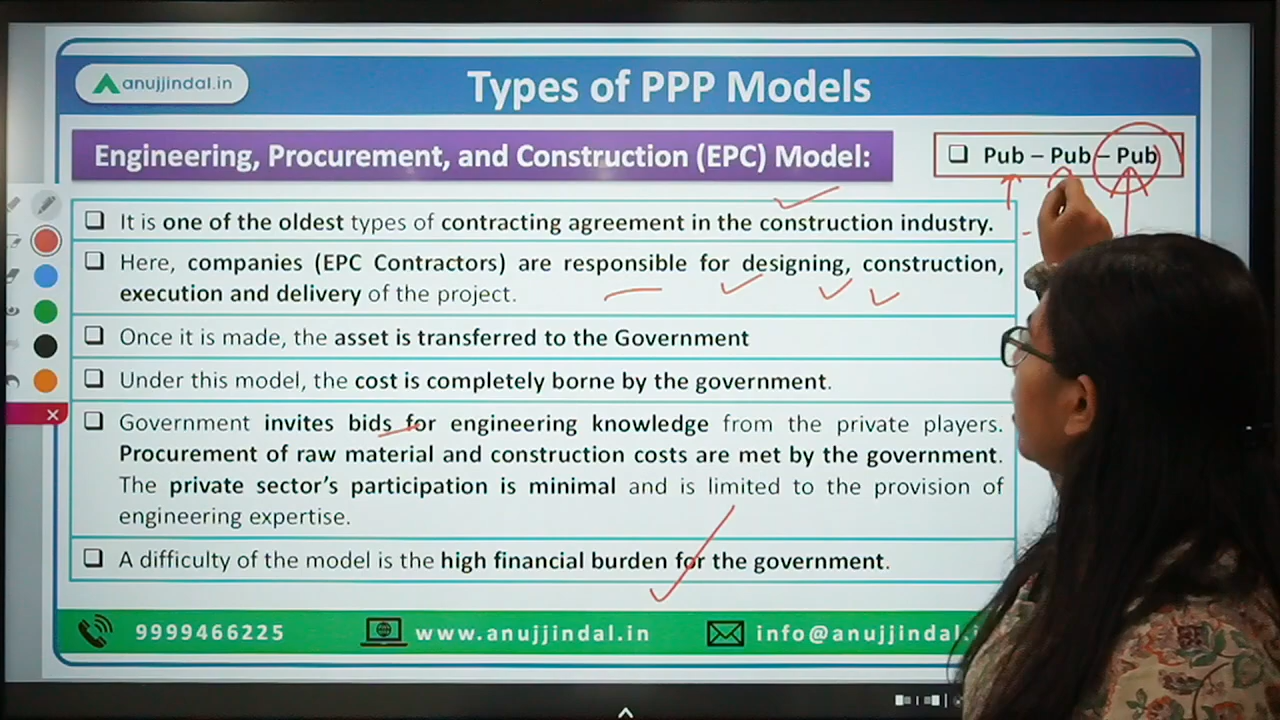 anujjindal.in
Types of PPP Models
Engineering, Procurement, and Construction (EPC) Model:
❑ Pub – Pub – Pub
❑ It is one of the oldest types of contracting agreement in the construction industry.
❑ Here, companies (EPC Contractors) are responsible for designing, construction,
execution and delivery of the project.
❑ Once it is made, the asset is transferred to the Government
❑ Under this model, the cost is completely borne by the government.
❑ Government invites bids for engineering knowledge from the private players.
Procurement of raw material and construction costs are met by the government.
The private sector's participation is minimal and is limited to the provision of
engineering expertise.
❑ A difficulty of the model is the high financial burden for the government.
9999466225
www.anujjindal.in
info@anujjindal.i